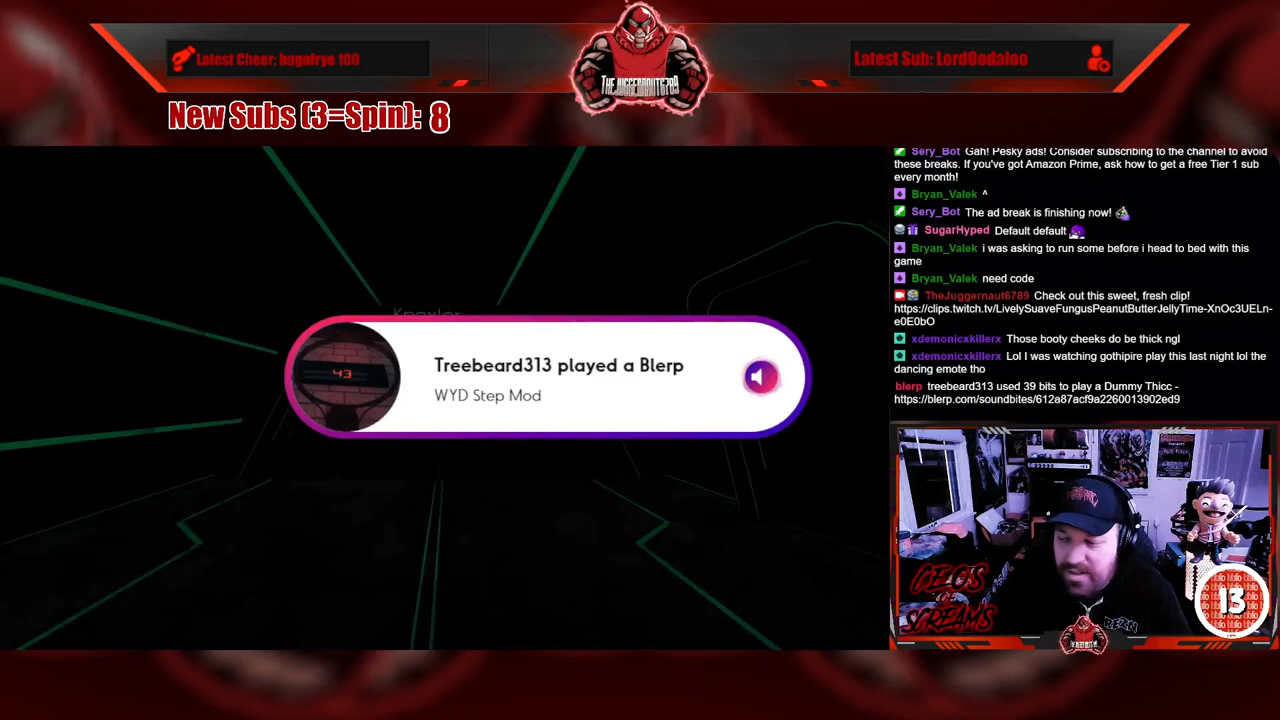 Latest Cheer: bagofrye 100
THEJUGGERNAUT6789
Latest Sub: LordOodaloo
New Subs (3=Spin): 8
Sery_Bot Gah! Pesky ads! Consider subscribing to the channel to avoid
these breaks. If you've got Amazon Prime, ask how to get a free Tier 1 sub
every month!
Bryan_Valek ^
Sery_Bot The ad break is finishing now!
SugarHyped Default default
Bryan_Valek i was asking to run some before i head to bed with this
game
Bryan_Valek need code
TheJuggernaut6789 Check out this sweet, fresh clip!
https://clips.twitch.tv/LivelySuaveFungusPeanutButterJellyTime-XnOc3UELn-
e0E0bO
xdemonicxkillerx Those booty cheeks do be thick ngl
xdemonicxkillerx Lol I was watching gothipire play this last night lol the
dancing emote tho
blerp treebeard313 used 39 bits to play a Dummy Thicc -
https://blerp.com/soundbites/612a87acf9a2260013902ed9
43
Treebeard313 played a Blerp
WYD Step Mod
SCREAMS
13